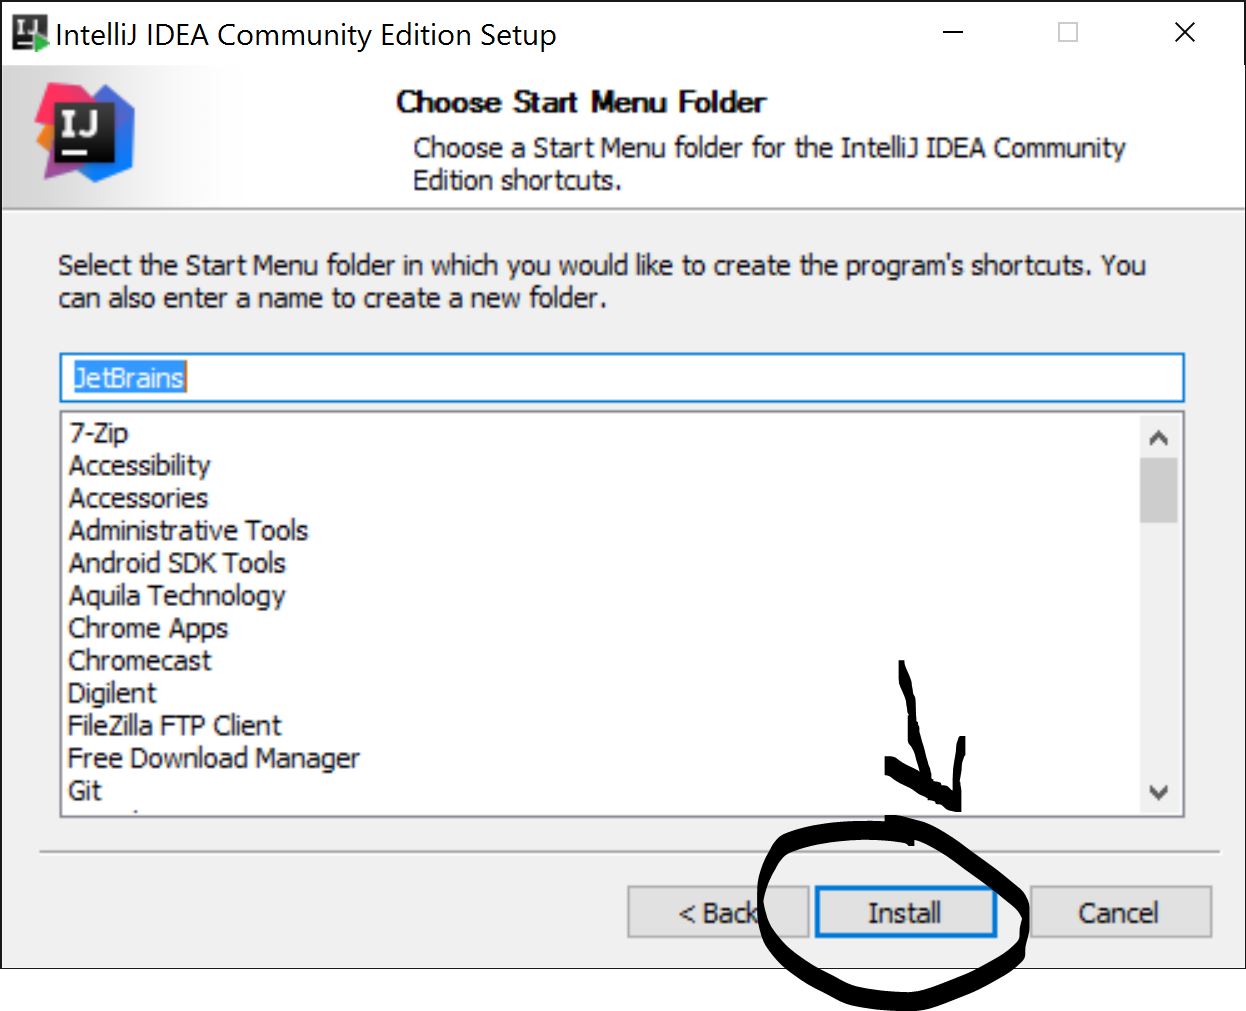 IntelliJ IDEA Community Edition Setup
IJ
Choose Start Menu Folder
Choose a Start Menu folder for the IntelliJ IDEA Community
Edition shortcuts.
Select the Start Menu folder in which you would like to create the program's shortcuts. You
can also enter a name to create a new folder.
JetBrains
7-Zip
Accessibility
Accessories
Administrative Tools
Android SDK Tools
Aquila Technology
Chrome Apps
Chromecast
Digilent
FileZilla FTP Client
Free Download Manager
Git
< Back
Install
Cancel